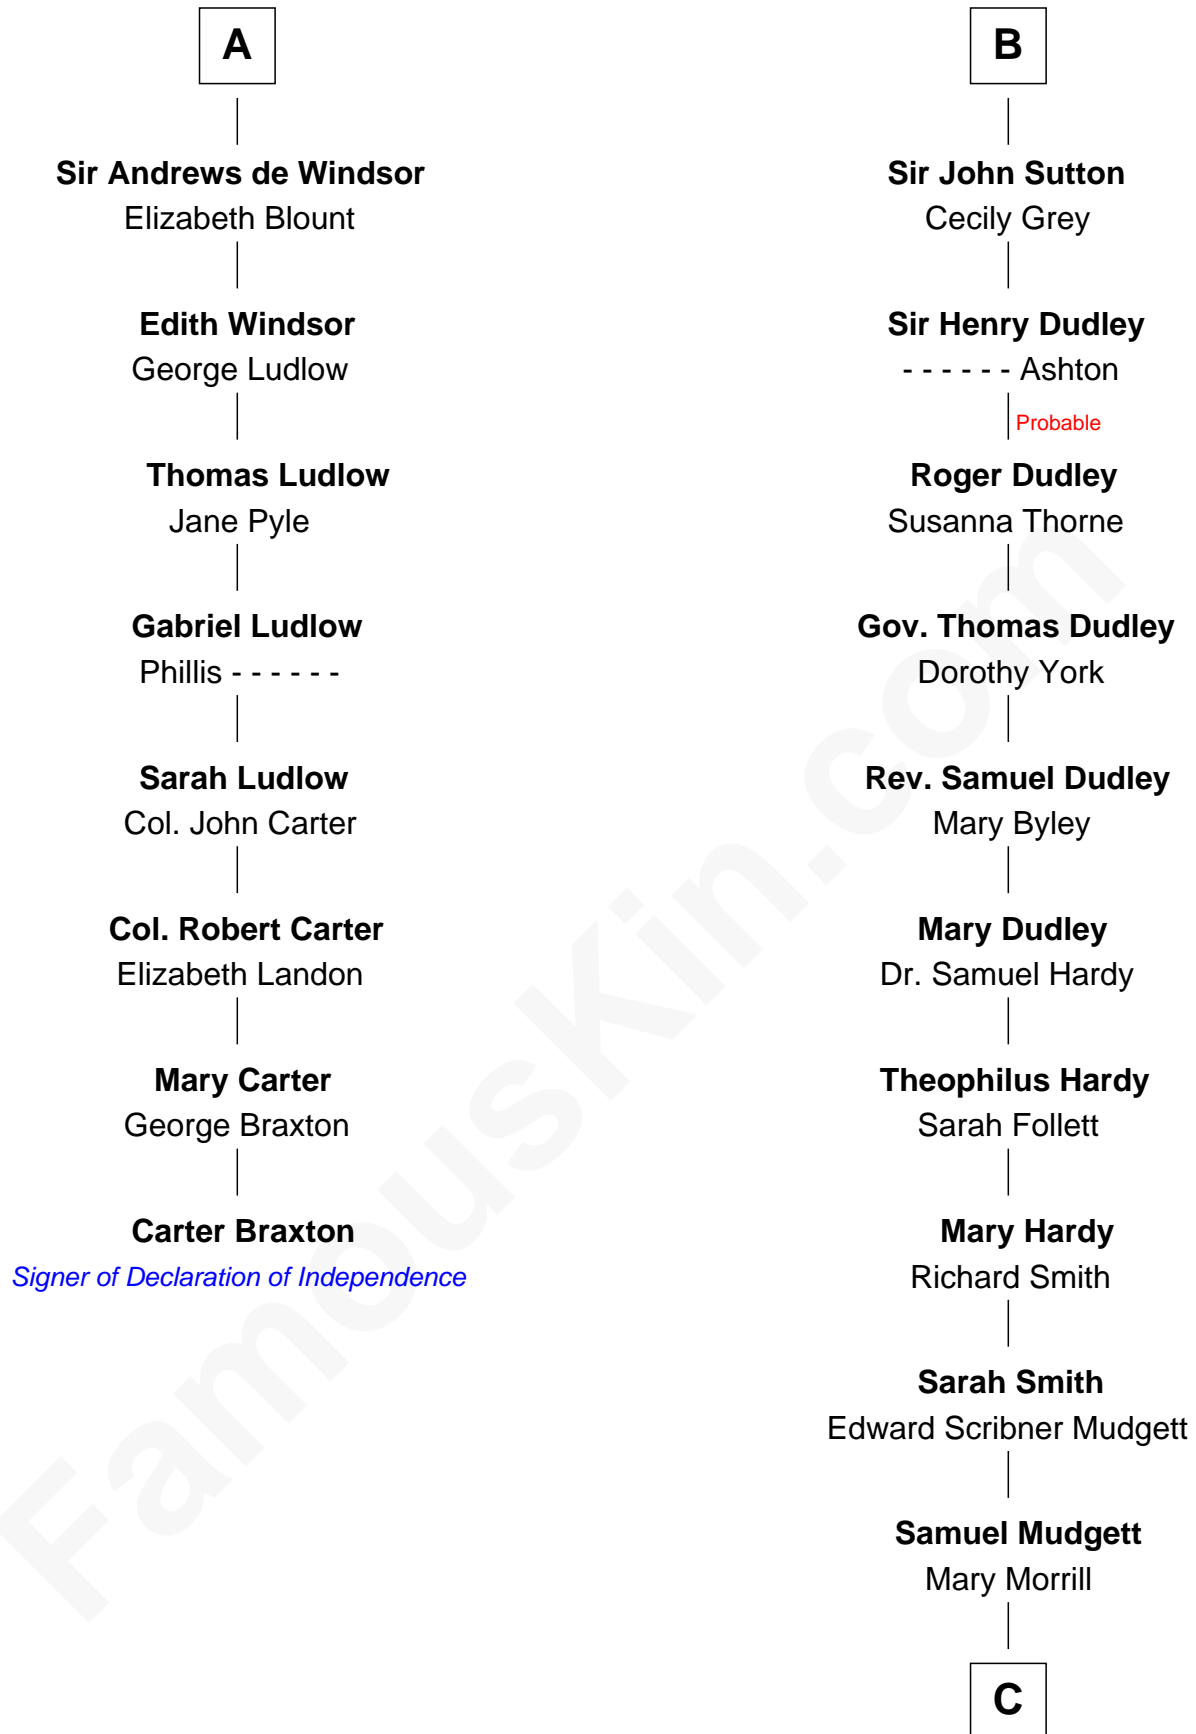 A
Sir Andrews de Windsor
Elizabeth Blount
Edith Windsor
George Ludlow
Thomas Ludlow
Jane Pyle
Gabriel Ludlow
Phillis - - - - - -
Sarah Ludlow
Col. John Carter
Col. Robert Carter
Elizabeth Landon
Mary Carter
George Braxton
Carter Braxton
Signer of Declaration of Independence
B
Sir John Sutton
Cecily Grey
Sir Henry Dudley
- - - - - - Ashton
Probable
Roger Dudley
Susanna Thorne
Gov. Thomas Dudley
Dorothy York
Rev. Samuel Dudley
Mary Byley
Mary Dudley
Dr. Samuel Hardy
Theophilus Hardy
Sarah Follett
Mary Hardy
Richard Smith
Sarah Smith
Edward Scribner Mudgett
Samuel Mudgett
Mary Morrill
C
FamousKin.com